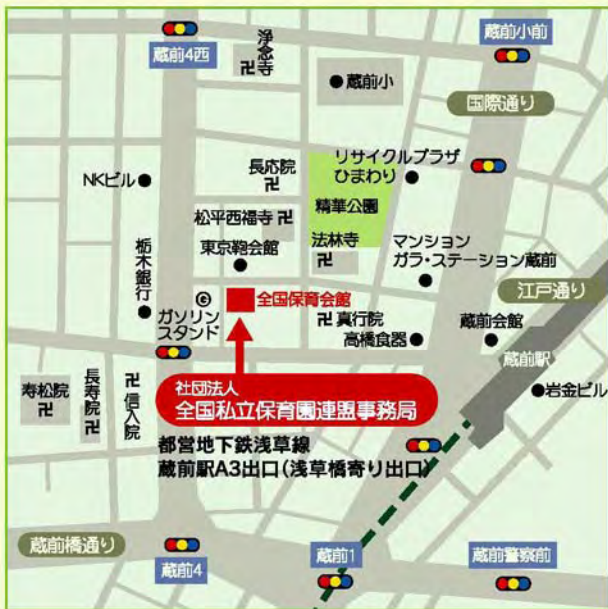 蔵前4西
浄念寺
蔵前小前
蔵前小
国際通り
リサイクルプラザ
ひまわり
長応院
NKビル
精華公園
松平西福寺
法林寺
マンション
ガラ・ステーション蔵前
東京鞄会館
栃木銀行
江戸通り
全国保育会館
ガソリン
スタンド
真行院
高橋食器
蔵前会館
蔵前駅
岩金ビル
寿松院
長寿院
信入院
社団法人
全国私立保育園連盟事務局
都営地下鉄浅草線
蔵前駅A3出口(浅草橋寄り出口)
蔵前橋通り
蔵前4
蔵前1
蔵前警察前